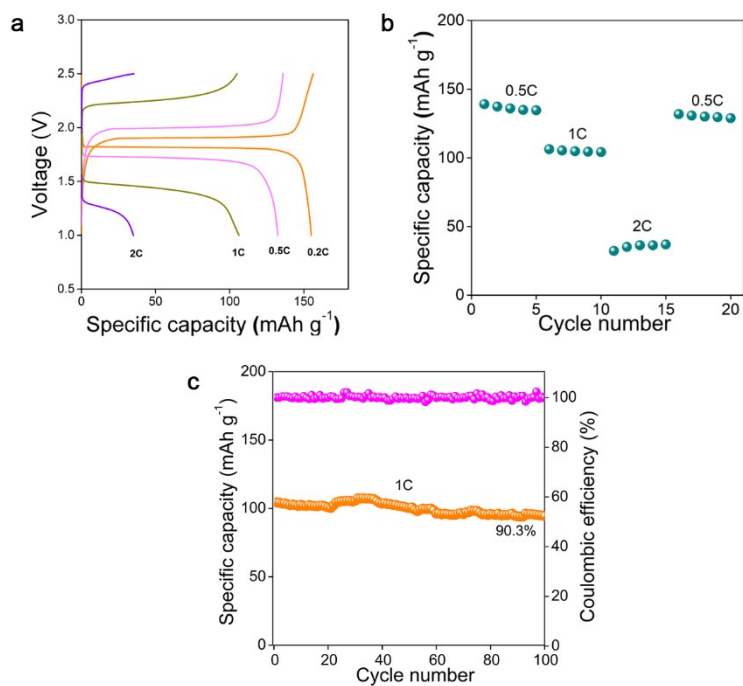 a
3.0
2.5
2.0
1.5
1.0
0.5
Voltage (V)
2C
1C
0.5C
0.2C
0
50
100
150
Specific capacity (mAh g⁻¹)
b
200
150
100
50
0
Specific capacity (mAh g⁻¹)
0.5C
1C
2C
0.5C
0
5
10
15
20
Cycle number
c
200
150
100
50
0
Specific capacity (mAh g⁻¹)
1C
90.3%
100
80
60
40
20
0
Coulombic efficiency (%)
0
20
40
60
80
100
Cycle number